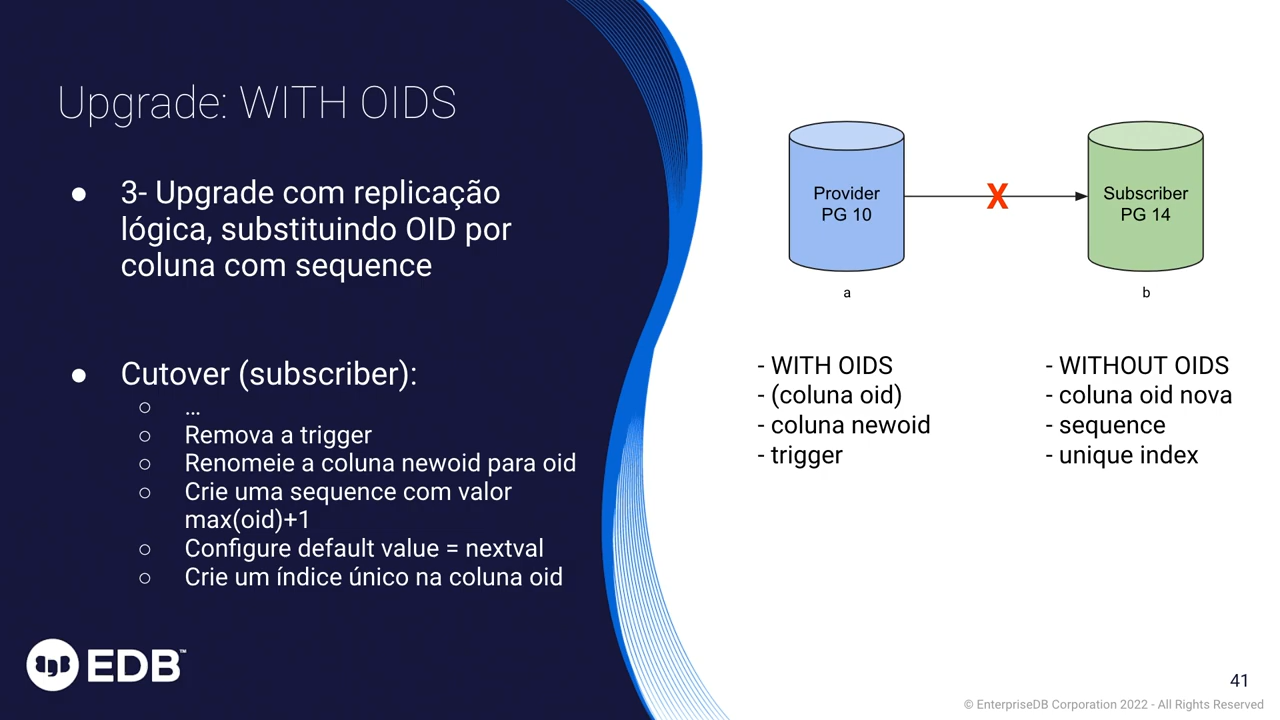 Upgrade: WITH OIDS
● 3- Upgrade com replicação
lógica, substituindo OID por
coluna com sequence
● Cutover (subscriber):
○ ...
○ Remova a trigger
○ Renomeie a coluna newoid para oid
○ Crie uma sequence com valor
max(oid)+1
○ Configure default value = nextval
○ Crie um índice único na coluna oid
EDB™
Provider
PG 10
X
Subscriber
PG 14
a
b
- WITH OIDS
- (coluna oid)
- coluna newoid
- trigger
- WITHOUT OIDS
- coluna oid nova
- sequence
- unique index
41
© EnterpriseDB Corporation 2022 - All Rights Reserved